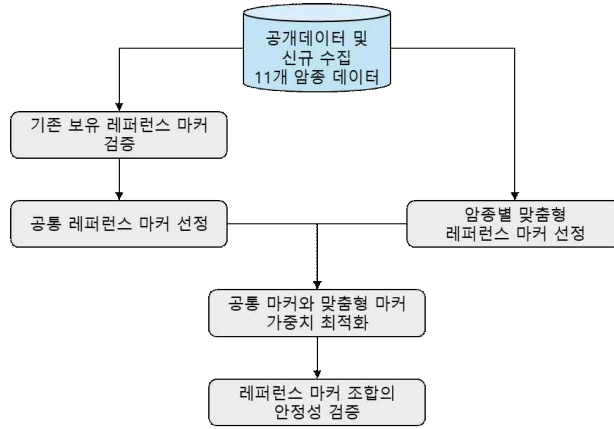 공개데이터 및
신규 수집
11개 암종 데이터
기존 보유 레퍼런스 마커
검증
공통 레퍼런스 마커 선정
암종별 맞춤형
레퍼런스 마커 선정
공통 마커와 맞춤형 마커
가중치 최적화
레퍼런스 마커 조합의
안정성 검증